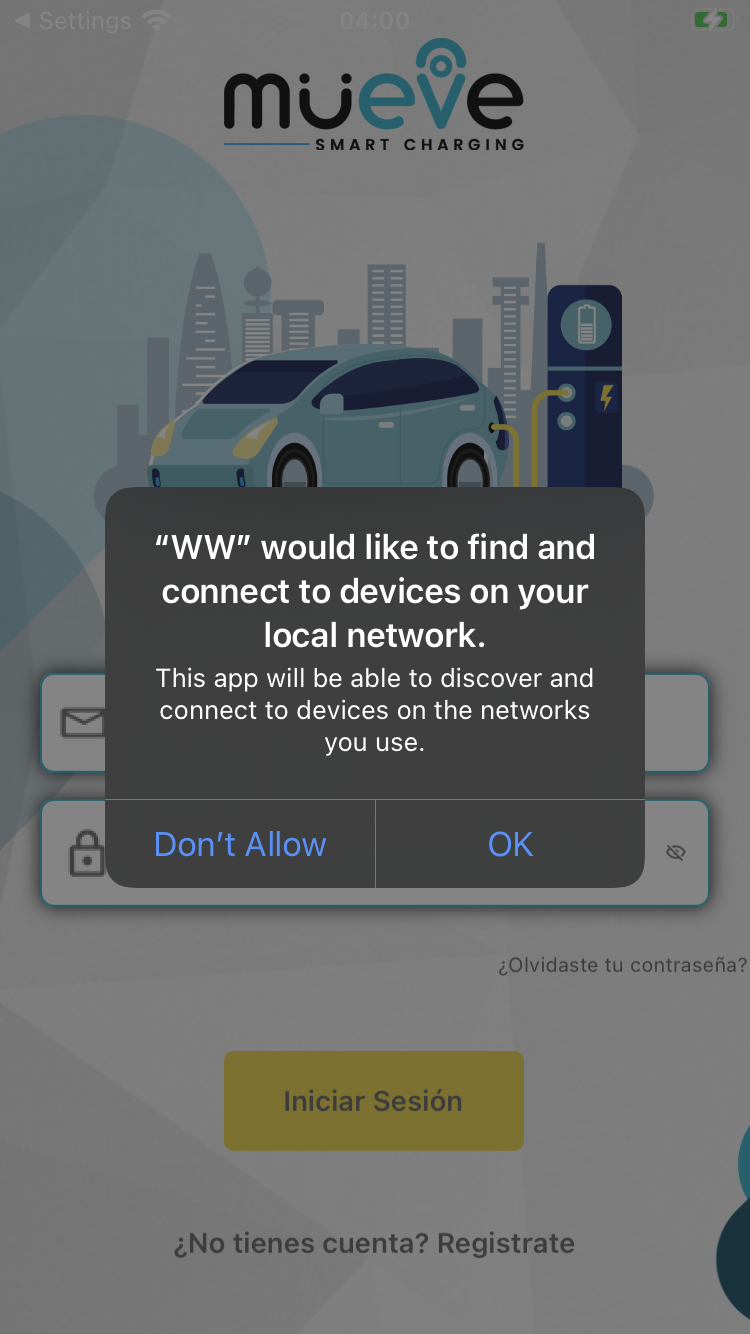 Settings 04:00
mueve
SMART CHARGING
“WW” would like to find and
connect to devices on your
local network.
This app will be able to discover and
connect to devices on the networks
you use.
Don’t Allow OK
¿Olvidaste tu contraseña?
Iniciar Sesión
¿No tienes cuenta? Registrate